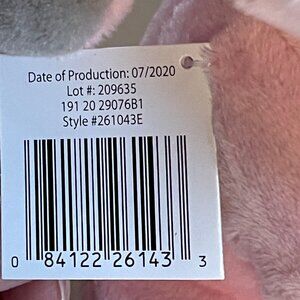 Date of Production: 07/2020
Lot #: 209635
191 20 29076B1
Style #261043E
0 84122 26143 3